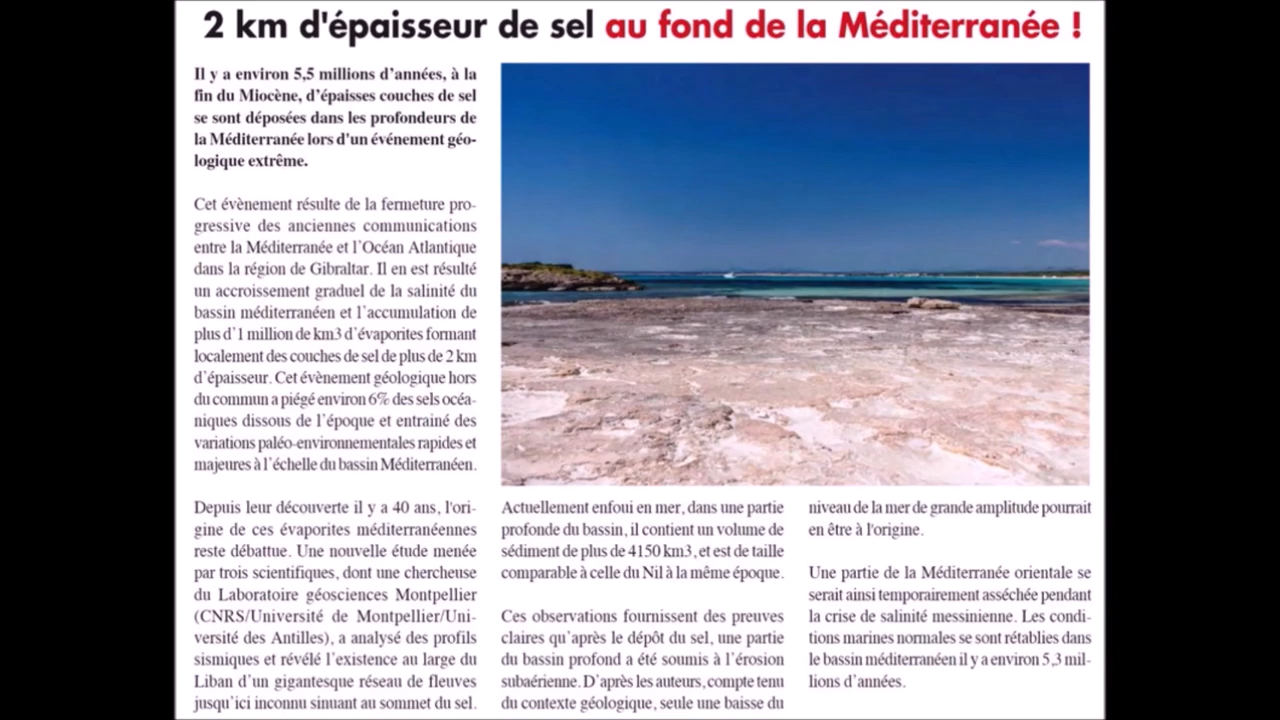 2 km d'épaisseur de sel au fond de la Méditerranée !
Il y a environ 5,5 millions d’années, à la
fin du Miocène, d’épaisses couches de sel
se sont déposées dans les profondeurs de
la Méditerranée lors d'un événement géo-
logique extrême.
Cet évènement résulte de la fermeture pro-
gressive des anciennes communications
entre la Méditerranée et l’Océan Atlantique
dans la région de Gibraltar. Il en est résulté
un accroissement graduel de la salinité du
bassin méditerranéen et l’accumulation de
plus d’1 million de km3 d’évaporites formant
localement des couches de sel de plus de 2 km
d’épaisseur. Cet évènement géologique hors
du commun a piégé environ 6% des sels océa-
niques dissous de l’époque et entrainé des
variations paléo-environnementales rapides et
majeures à l’échelle du bassin Méditerranéen.
Depuis leur découverte il y a 40 ans, l'ori-
gine de ces évaporites méditerranéennes
reste débattue. Une nouvelle étude menée
par trois scientifiques, dont une chercheuse
du Laboratoire géosciences Montpellier
(CNRS/Université de Montpellier/Uni-
versité des Antilles), a analysé des profils
sismiques et révélé l’existence au large du
Liban d’un gigantesque réseau de fleuves
jusqu’ici inconnu sinuant au sommet du sel.
Actuellement enfoui en mer, dans une partie
profonde du bassin, il contient un volume de
sédiment de plus de 4150 km3, et est de taille
comparable à celle du Nil à la même époque.
Ces observations fournissent des preuves
claires qu’après le dépôt du sel, une partie
du bassin profond a été soumis à l’érosion
subaérienne. D’après les auteurs, compte tenu
du contexte géologique, seule une baisse du
niveau de la mer de grande amplitude pourrait
en être à l'origine.
Une partie de la Méditerranée orientale se
serait ainsi temporairement asséchée pendant
la crise de salinité messinienne. Les condi-
tions marines normales se sont rétablies dans
le bassin méditerranéen il y a environ 5,3 mil-
lions d’années.